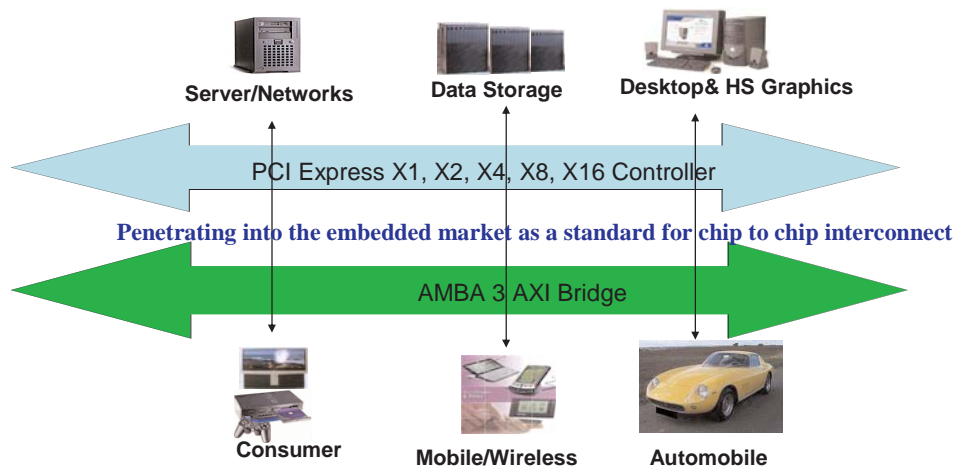 Server/Networks
Data Storage
Desktop& HS Graphics
PCI Express X1, X2, X4, X8, X16 Controller
Penetrating into the embedded market as a standard for chip to chip interconnect
AMBA 3 AXI Bridge
Consumer
Mobile/Wireless
Automobile